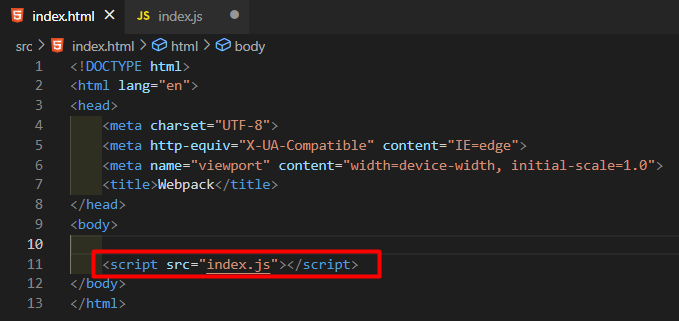 index.html × JS index.js
src > index.html > html > body
1 <!DOCTYPE html>
2 <html lang="en">
3 <head>
4     <meta charset="UTF-8">
5     <meta http-equiv="X-UA-Compatible" content="IE=edge">
6     <meta name="viewport" content="width=device-width, initial-scale=1.0">
7     <title>Webpack</title>
8 </head>
9 <body>
10
11     <script src="index.js"></script>
12 </body>
13 </html>